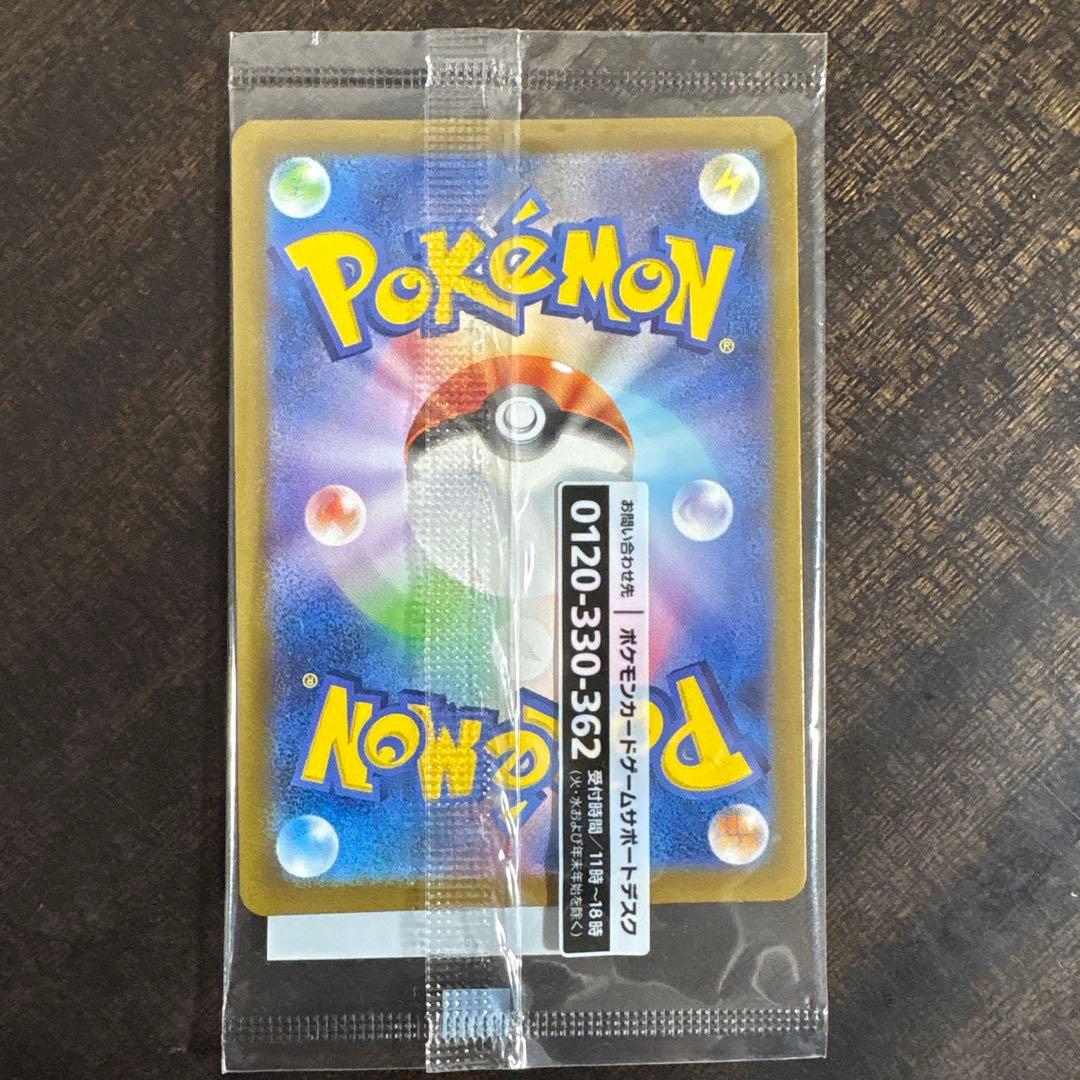 POKéMON
®
お問い合わせ先｜ポケモンカードゲームサポートデスク
0120-330-362 受付時間／11時～18時
(火・水および年末年始を除く)
POKéMON
®